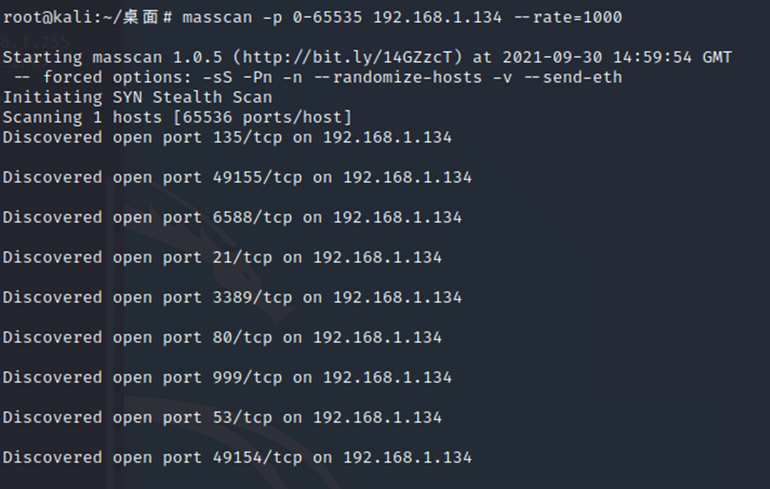 root@kali:~/桌面# masscan -p 0-65535 192.168.1.134 --rate=1000
Starting masscan 1.0.5 (http://bit.ly/14GZzcT) at 2021-09-30 14:59:54 GMT
-- forced options: -sS -Pn -n --randomize-hosts -v --send-eth
Initiating SYN Stealth Scan
Scanning 1 hosts [65536 ports/host]
Discovered open port 135/tcp on 192.168.1.134
Discovered open port 49155/tcp on 192.168.1.134
Discovered open port 6588/tcp on 192.168.1.134
Discovered open port 21/tcp on 192.168.1.134
Discovered open port 3389/tcp on 192.168.1.134
Discovered open port 80/tcp on 192.168.1.134
Discovered open port 999/tcp on 192.168.1.134
Discovered open port 53/tcp on 192.168.1.134
Discovered open port 49154/tcp on 192.168.1.134